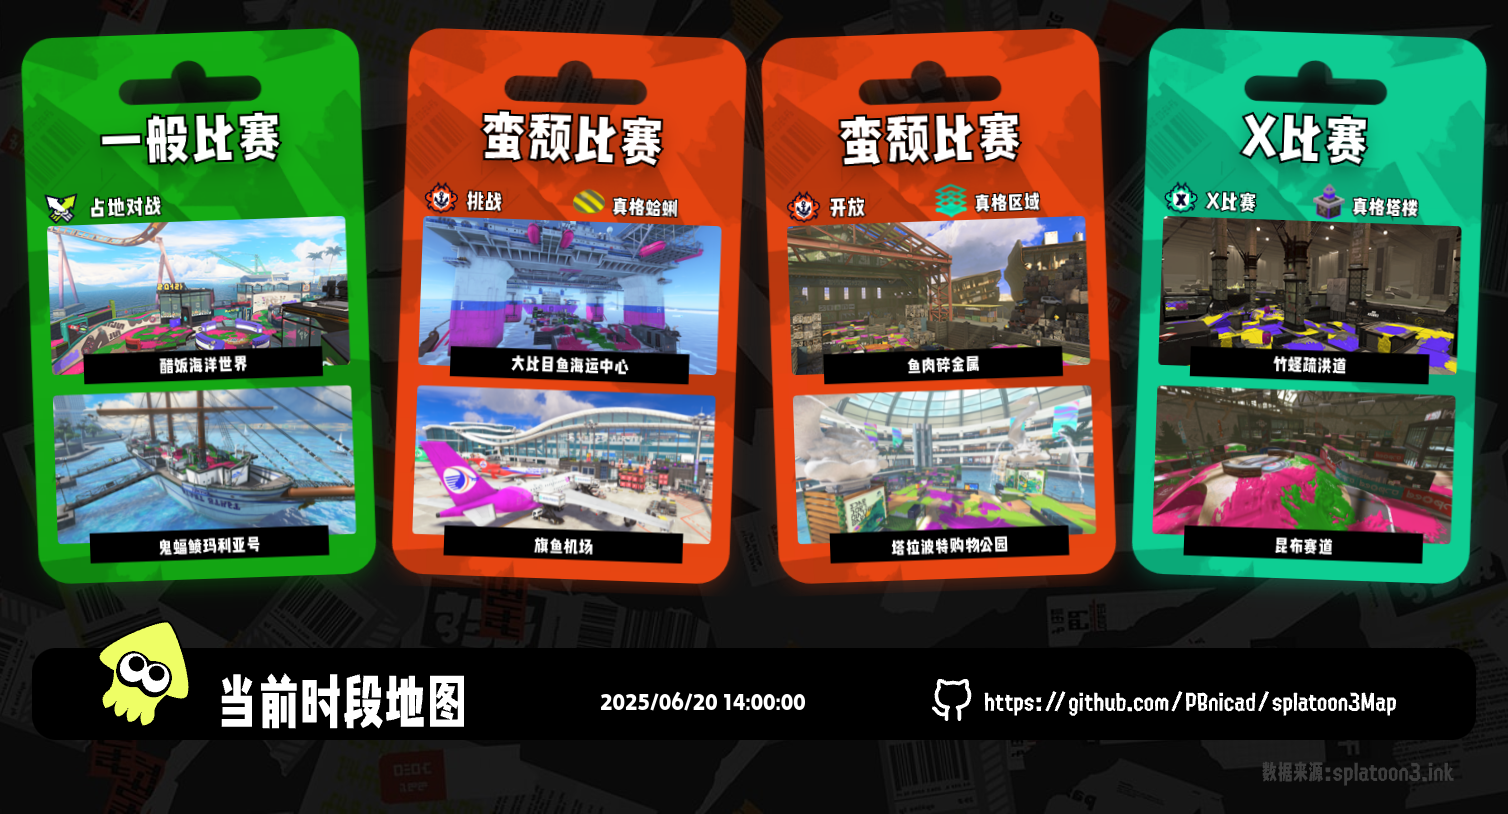 一般比赛
占地对战
醋饭海洋世界
鬼蝠鲼玛利亚号
蛮颓比赛
挑战
真格蛤蜊
大比目鱼海运中心
旗鱼机场
蛮颓比赛
开放
真格区域
鱼肉碎金属
塔拉波特购物公园
X比赛
X比赛
真格塔楼
竹蛏疏洪道
昆布赛道
当前时段地图
2025/06/20 14:00:00
https://github.com/PBnicad/splatoon3Map
数据来源:splatoon3.ink